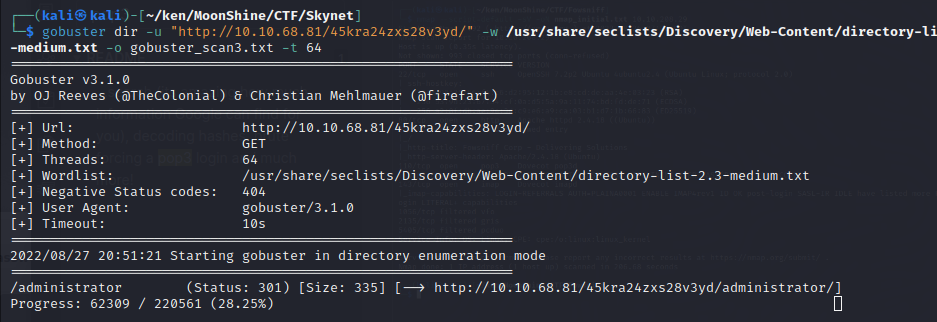 ┌──(kali㉿kali)-[~/ken/MoonShine/CTF/Skynet]
└─$ gobuster dir -u "http://10.10.68.81/45kra24zxs28v3yd/" -w /usr/share/seclists/Discovery/Web-Content/directory-li
-medium.txt -o gobuster_scan3.txt -t 64
===============================================================
Gobuster v3.1.0
by OJ Reeves (@TheColonial) & Christian Mehlmauer (@firefart)
===============================================================
[+] Url:                     http://10.10.68.81/45kra24zxs28v3yd/
[+] Method:                  GET
[+] Threads:                 64
[+] Wordlist:                /usr/share/seclists/Discovery/Web-Content/directory-list-2.3-medium.txt
[+] Negative Status codes:   404
[+] User Agent:              gobuster/3.1.0
[+] Timeout:                 10s
===============================================================
2022/08/27 20:51:21 Starting gobuster in directory enumeration mode
===============================================================
/administrator        (Status: 301) [Size: 335] [--> http://10.10.68.81/45kra24zxs28v3yd/administrator/]
Progress: 62309 / 220561 (28.25%)